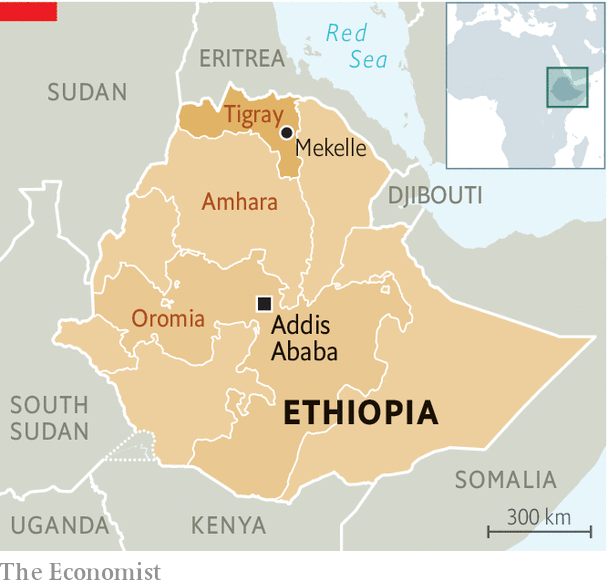 Red
Sea
ERITREA
SUDAN
Tigray
Mekelle
DJIBOUTI
Amhara
Oromia
Addis
Ababa
ETHIOPIA
SOUTH
SUDAN
SOMALIA
UGANDA
KENYA
300 km
The Economist